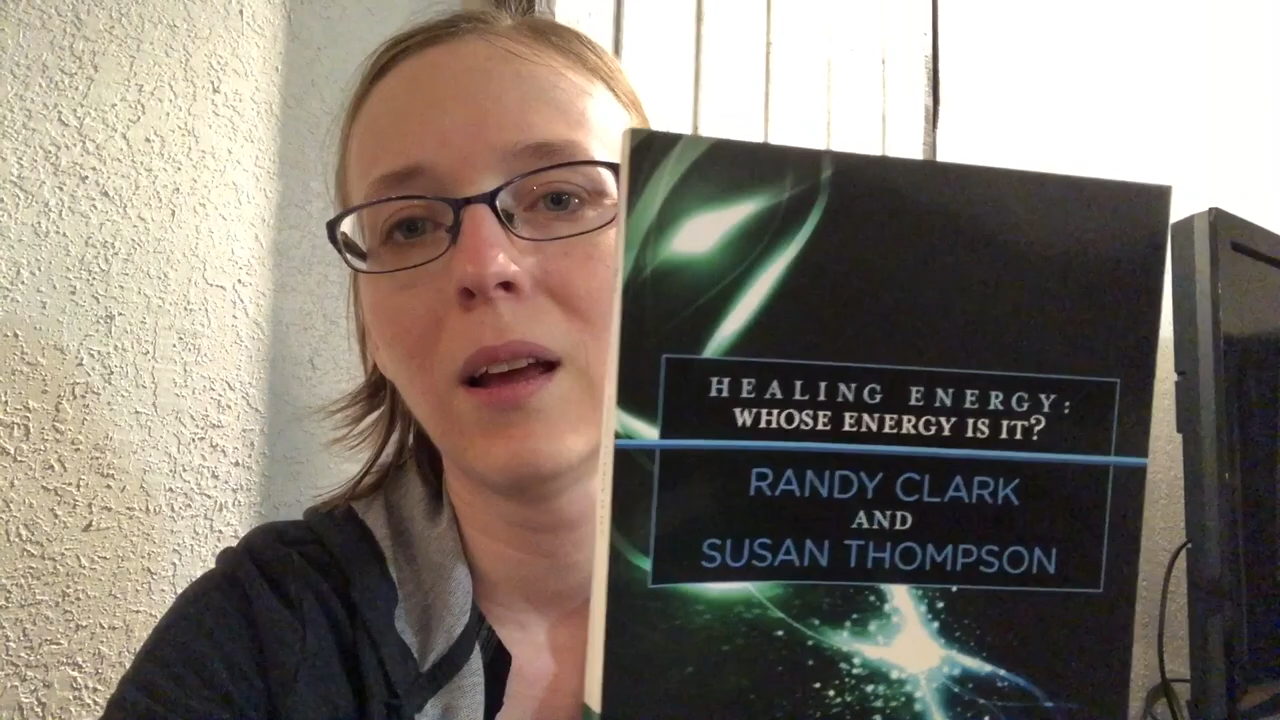 HEALING ENERGY:
WHOSE ENERGY IS IT?
RANDY CLARK
AND
SUSAN THOMPSON